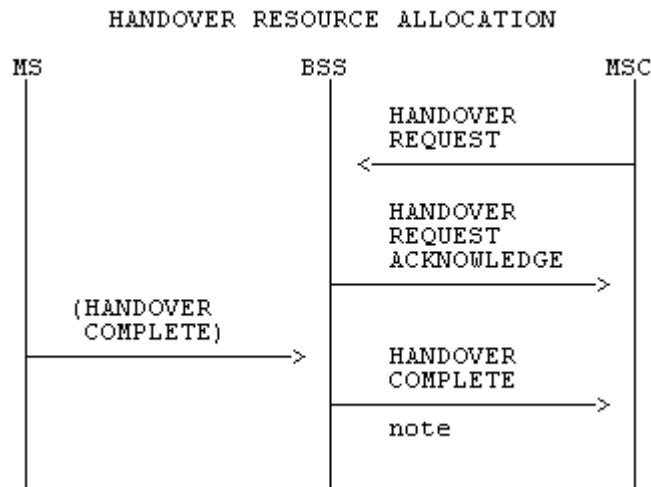 HANDOVER RESOURCE ALLOCATION
MS BSS MSC
HANDOVER
REQUEST
HANDOVER
REQUEST
ACKNOWLEDGE
(HANDOVER
COMPLETE)
HANDOVER
COMPLETE
note